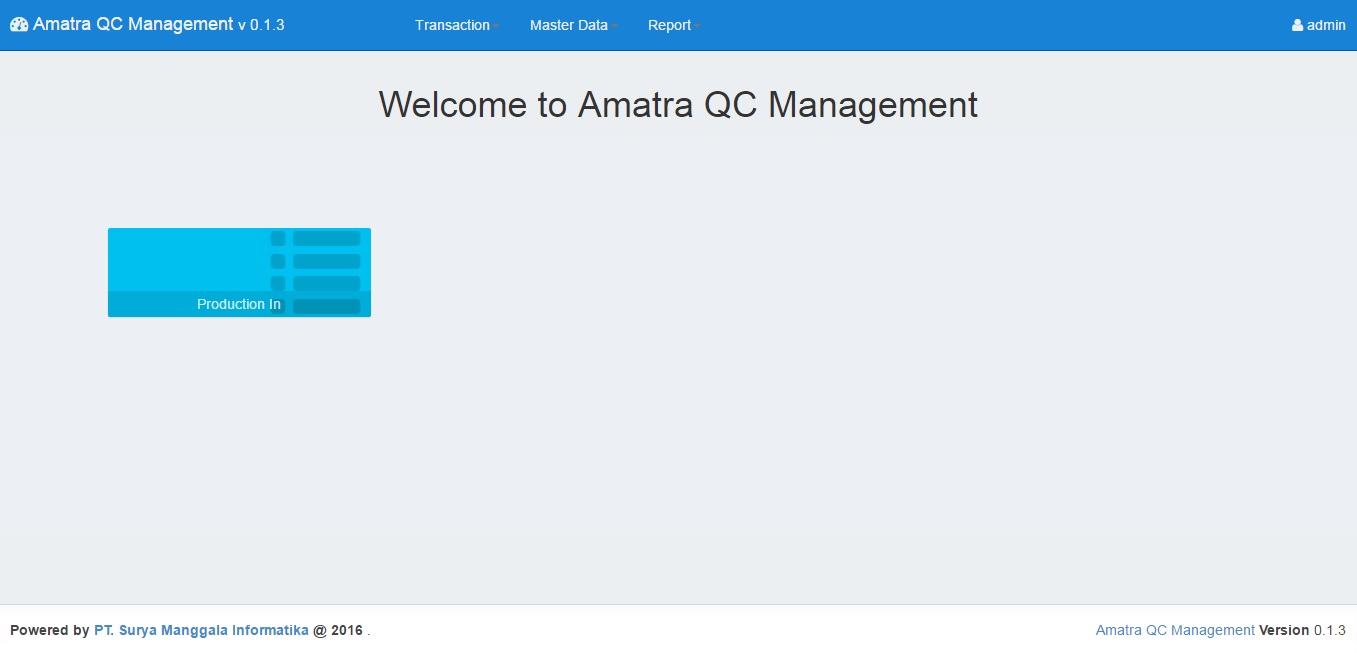 Amatra QC Management v 0.1.3 Transaction Master Data Report admin
Welcome to Amatra QC Management
Production In
Powered by PT. Surya Manggala Informatika @ 2016 . Amatra QC Management Version 0.1.3